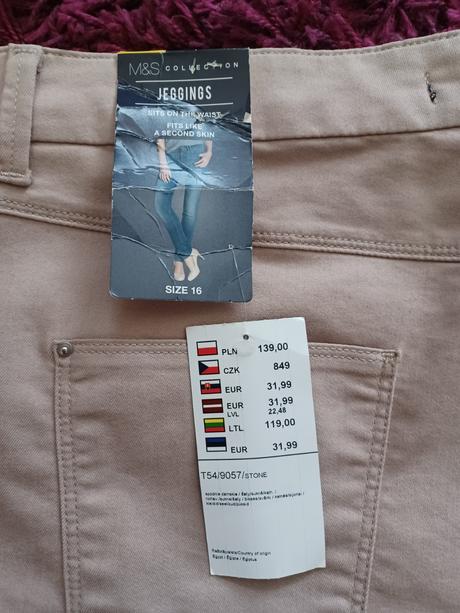 M&S COLLECTION
JEGGINGS
SITS ON THE WAIST
FITS LIKE
A SECOND SKIN
SIZE 16
PLN 139,00
CZK 849
EUR 31,99
EUR 31,99
LVL 22,48
LTL 119,00
EUR 31,99
T54/9057/STONE